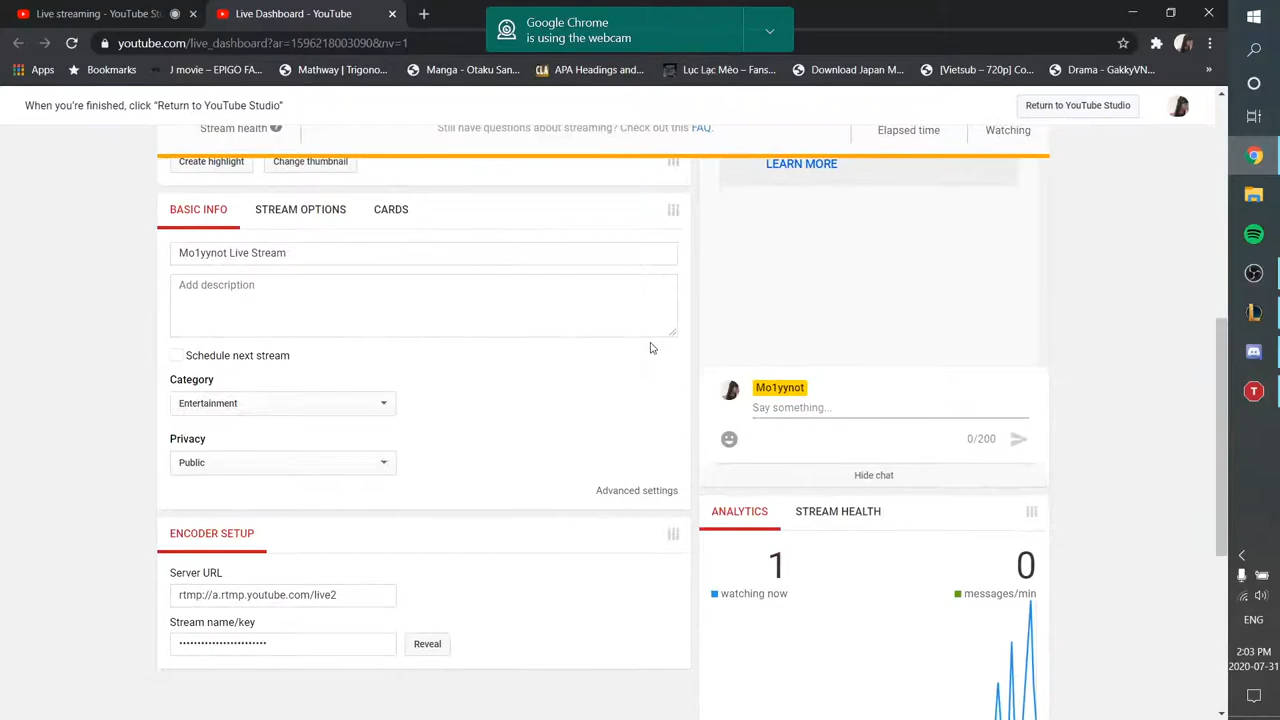 Live streaming - YouTube St
Live Dashboard - YouTube
Google Chrome
is using the webcam
youtube.com/live_dashboard?ar=1596218003090&nv=1
Apps
Bookmarks
J movie – EPIGO FA...
Mathway | Trigono...
Manga - Otaku San...
APA Headings and...
Lục Lạc Mèo – Fans...
Download Japan M...
[Vietsub – 720p] Co...
Drama - GakkyVN...
»
When you're finished, click "Return to YouTube Studio"
Return to YouTube Studio
Stream health ?
Still have questions about streaming? Check out this FAQ.
Elapsed time
Watching
Create highlight
Change thumbnail
LEARN MORE
BASIC INFO
STREAM OPTIONS
CARDS
Mo1yynot Live Stream
Add description
Schedule next stream
Category
Entertainment
Privacy
Public
Advanced settings
Mo1yynot
Say something...
0/200
Hide chat
ENCODER SETUP
Server URL
rtmp://a.rtmp.youtube.com/live2
Stream name/key
••••••••••••••••••••••••
Reveal
ANALYTICS
STREAM HEALTH
1
0
watching now
messages/min
ENG
2:03 PM
2020-07-31